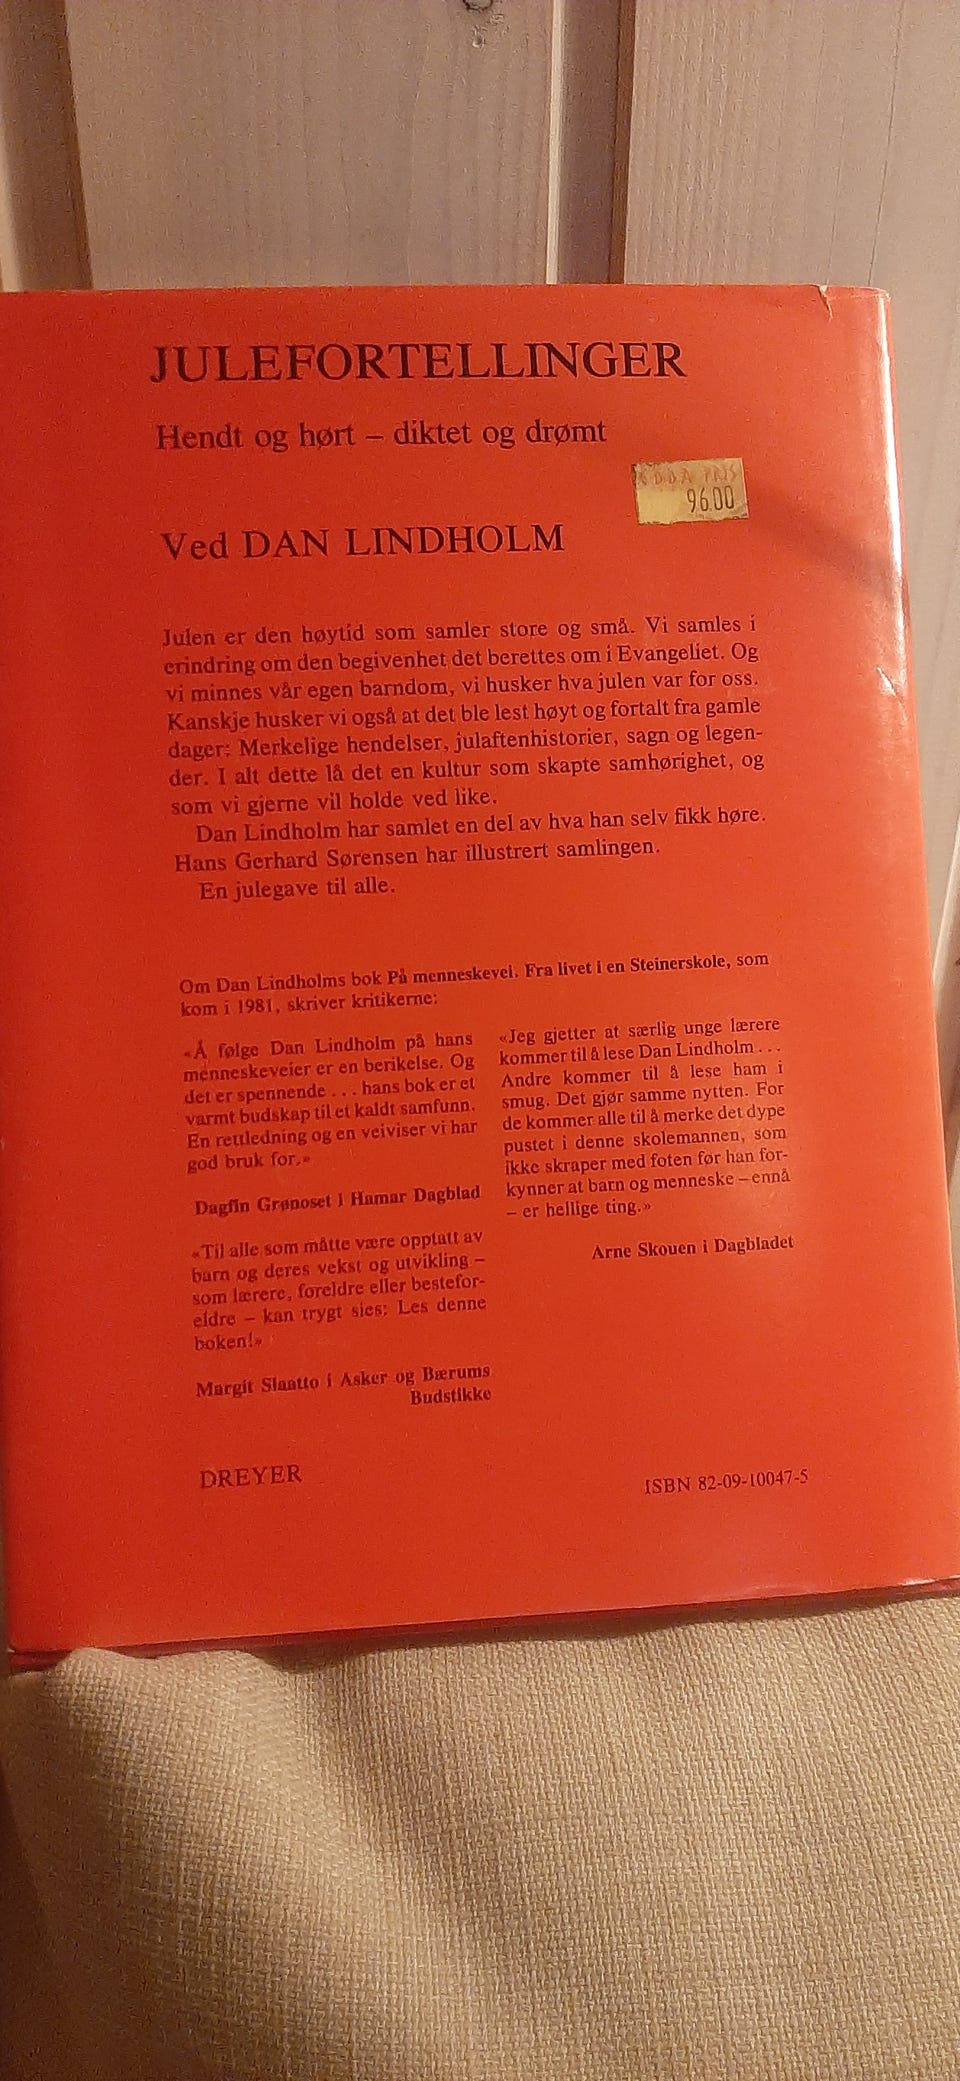 JULEFORTELLINGER
Hendt og hørt – diktet og drømt
PRIS
96.00
Ved DAN LINDHOLM
Julen er den høytid som samler store og små. Vi samles i
erindring om den begivenhet det berettes om i Evangeliet. Og
vi minnes vår egen barndom, vi husker hva julen var for oss.
Kanskje husker vi også at det ble lest høyt og fortalt fra gamle
dager: Merkelige hendelser, julaftenhistorier, sagn og legen-
der. I alt dette lå det en kultur som skapte samhørighet, og
som vi gjerne vil holde ved like.
Dan Lindholm har samlet en del av hva han selv fikk høre.
Hans Gerhard Sørensen har illustrert samlingen.
En julegave til alle.
Om Dan Lindholms bok På menneskevei. Fra livet i en Steinerskole, som
kom i 1981, skriver kritikerne:
«Å følge Dan Lindholm på hans
menneskeveier er en berikelse. Og
det er spennende ... hans bok er et
varmt budskap til et kaldt samfunn.
En rettledning og en veiviser vi har
god bruk for.»
Dagfin Grønoset i Hamar Dagblad
«Til alle som måtte være opptatt av
barn og deres vekst og utvikling –
som lærere, foreldre eller bestefor-
eldre – kan trygt sies: Les denne
boken!»
Margit Slaatto i Asker og Bærums
Budstikke
«Jeg gjetter at særlig unge lærere
kommer til å lese Dan Lindholm ...
Andre kommer til å lese ham i
smug. Det gjør samme nytten. For
de kommer alle til å merke det dype
pustet i denne skolemannen, som
ikke skraper med foten før han for-
kynner at barn og menneske – ennå
– er hellige ting.»
Arne Skouen i Dagbladet
DREYER
ISBN 82-09-10047-5